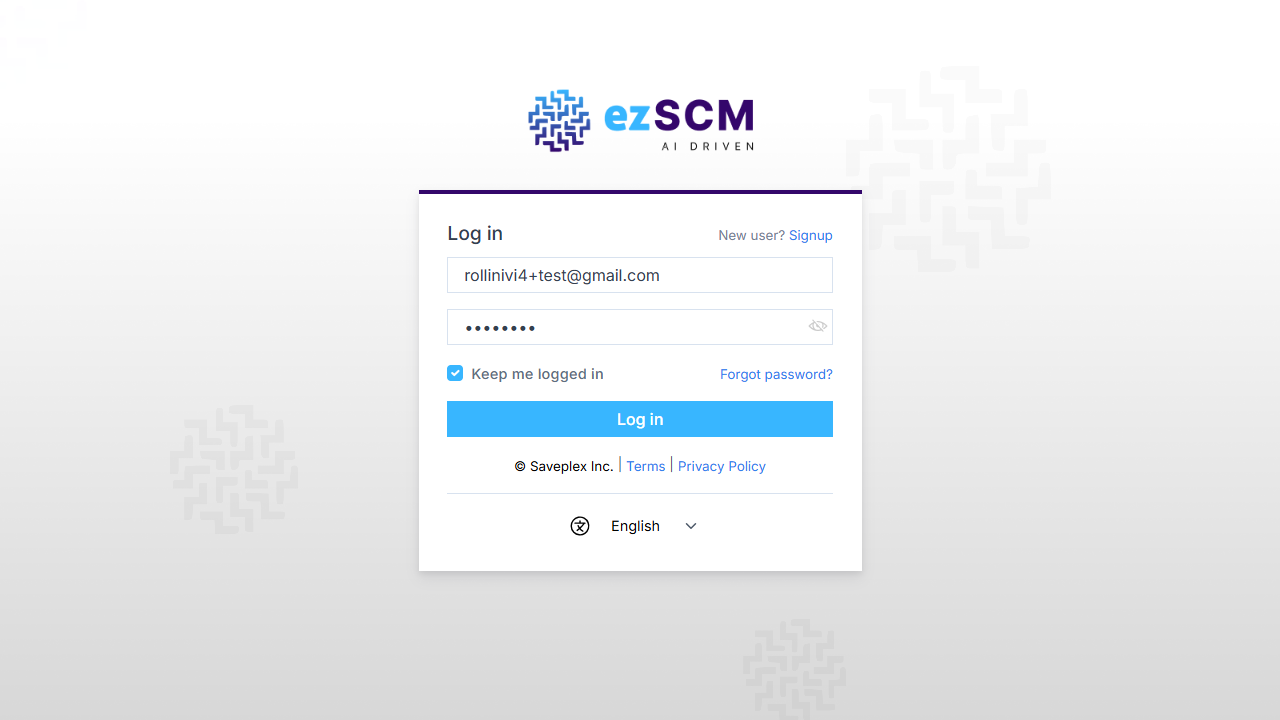 ezSCM
AI DRIVEN
Log in
New user? Signup
rollinivi4+test@gmail.com
••••••••
Keep me logged in
Forgot password?
Log in
© Saveplex Inc. | Terms | Privacy Policy
English